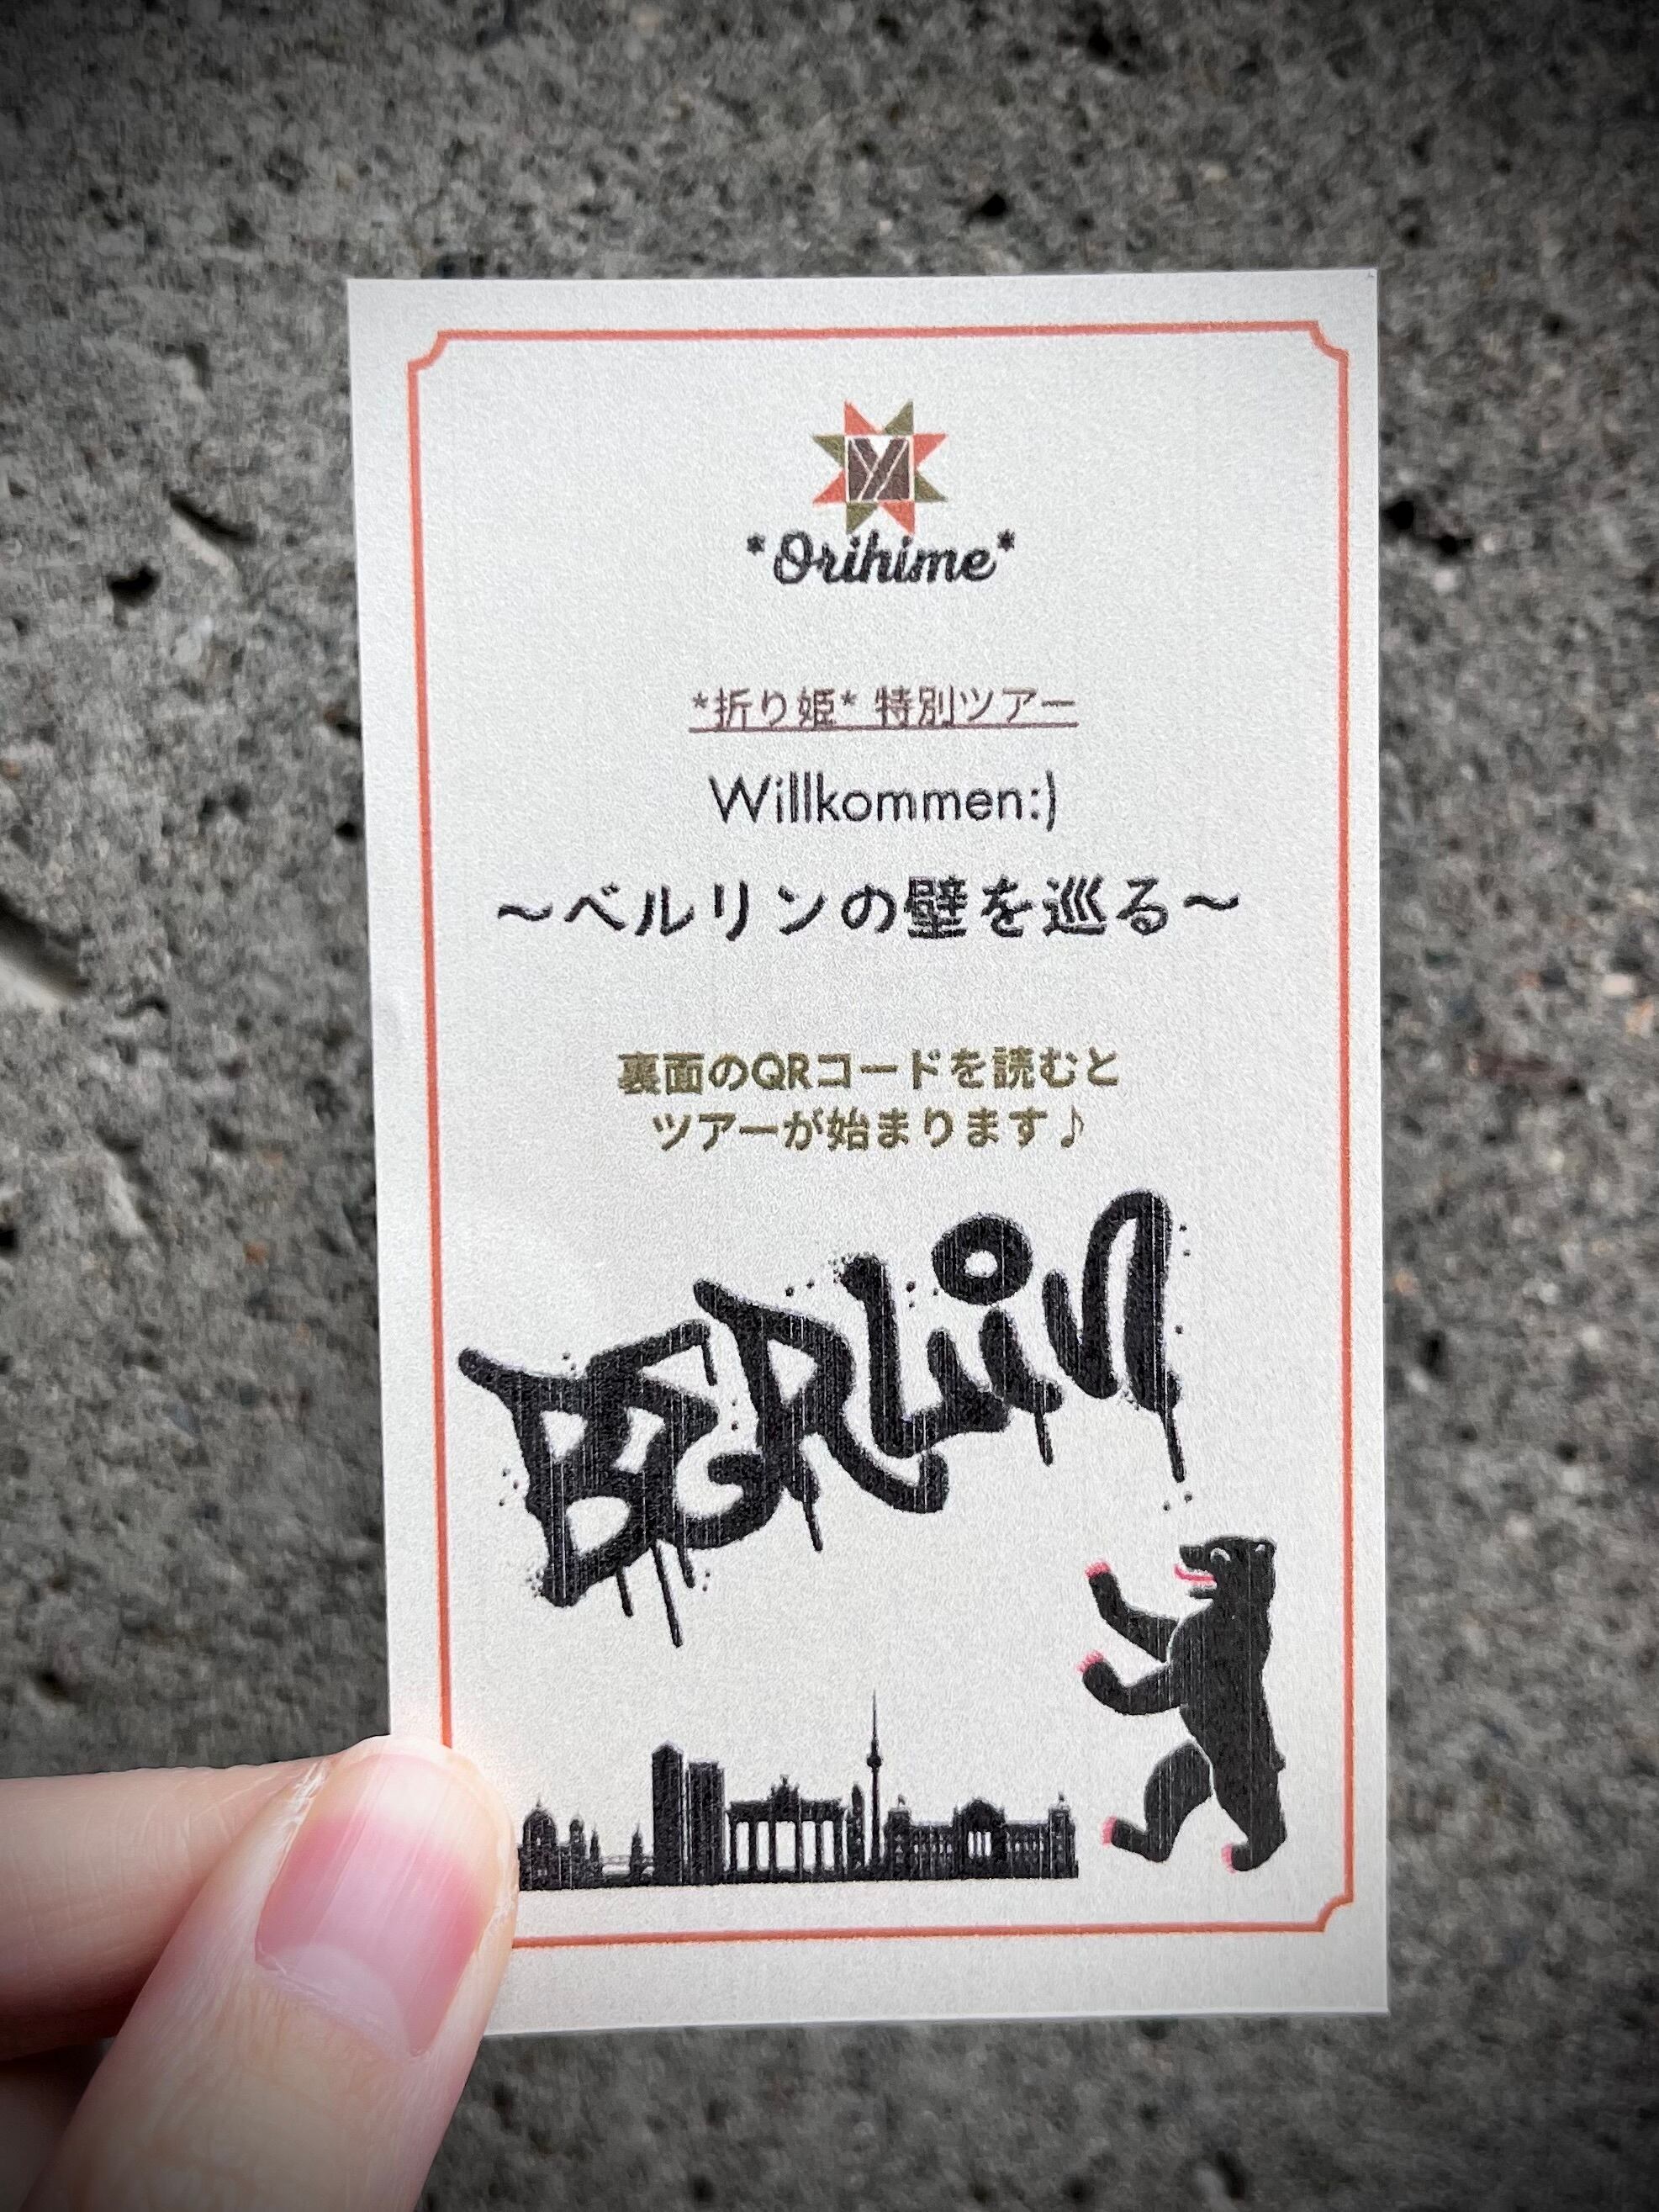 *Orihime*
*折り姫* 特別ツアー
Willkommen:)
～ベルリンの壁を巡る～
裏面のQRコードを読むと
ツアーが始まります♪
BERLiN